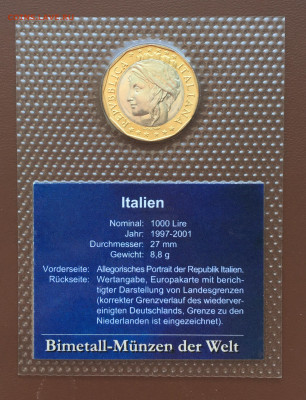 REPVBBLICA ITALIANA
Italien
Nominal: 1000 Lire
Jahr: 1997-2001
Durchmesser: 27 mm
Gewicht: 8,8 g
Vorderseite: Allegorisches Portrait der Republik Italien.
Rückseite: Wertangabe, Europakarte mit berich-
tigter Darstellung von Landesgrenzen
(korrekter Grenzverlauf des wiederver-
einigten Deutschlands, Grenze zu den
Niederlanden ist eingezeichnet).
Bimetall-Münzen der Welt